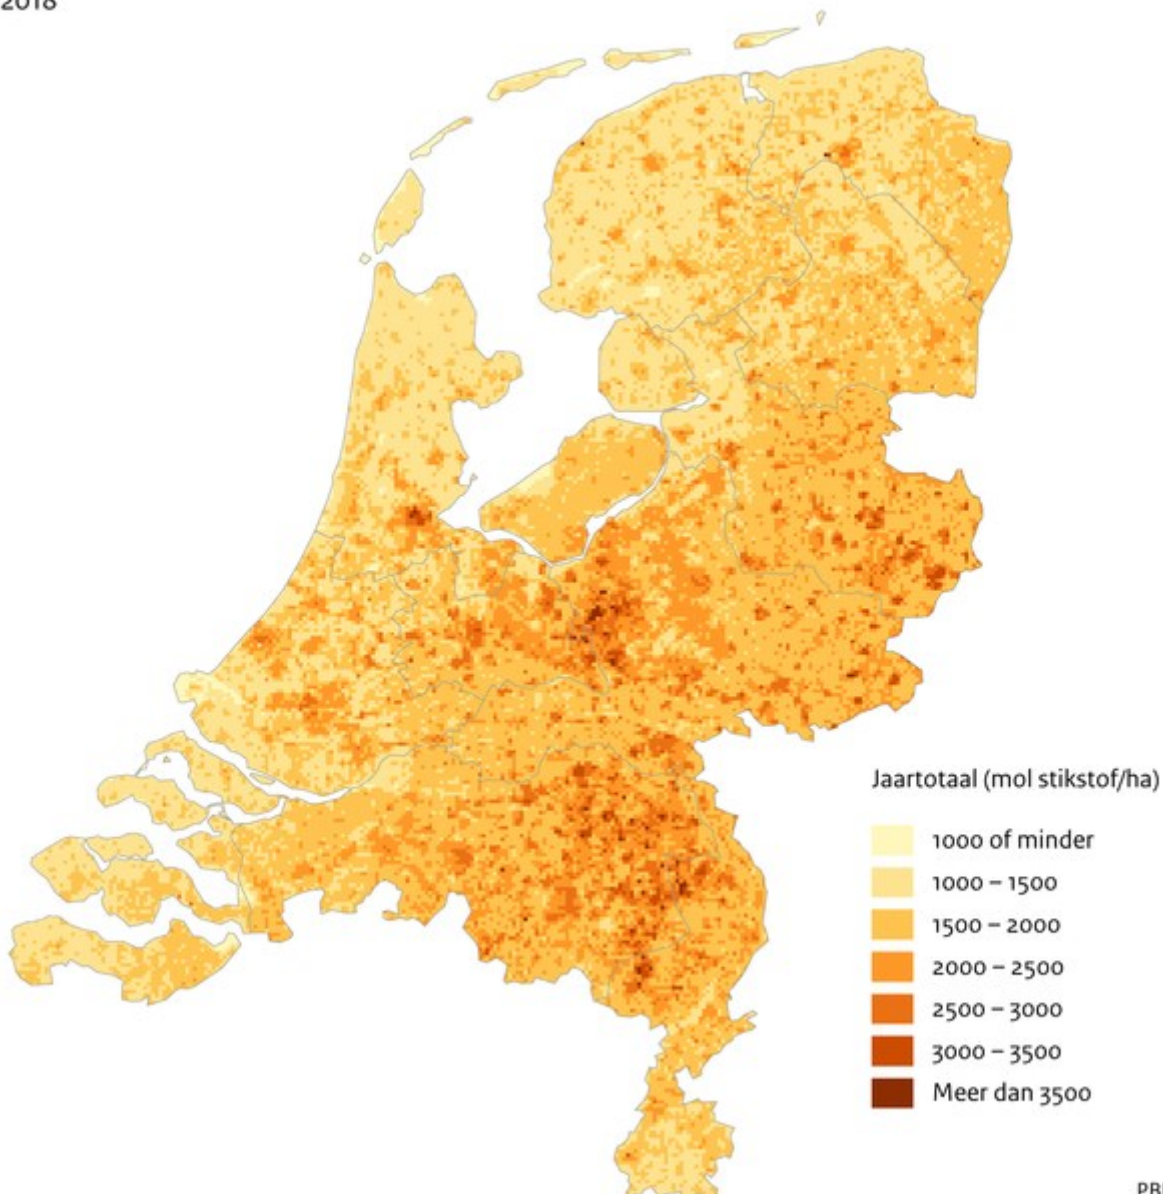 2018
Jaartotaal (mol stikstof/ha)
1000 of minder
1000 – 1500
1500 – 2000
2000 – 2500
2500 – 3000
3000 – 3500
Meer dan 3500